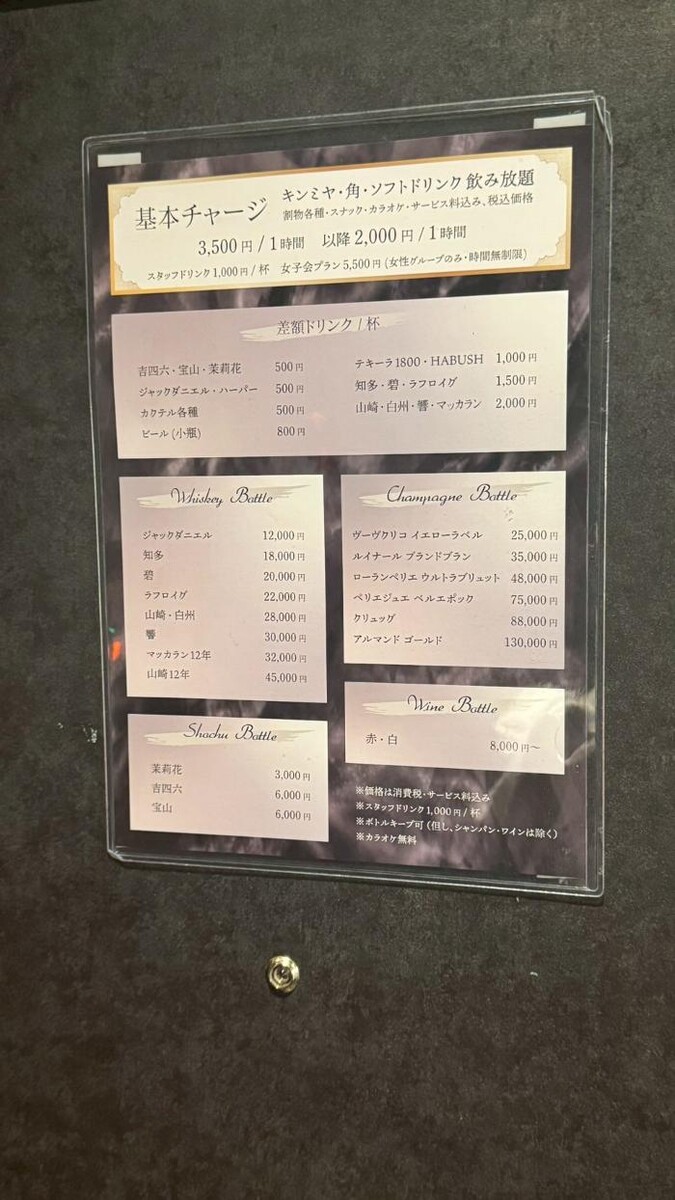 基本チャージ
キンミヤ・角・ソフトドリンク 飲み放題
割物各種・スナック・カラオケ・サービス料込み、税込価格
3,500円 / 1時間 以降 2,000円 / 1時間
スタッフドリンク 1,000円 / 杯 女子会プラン 5,500円 (女性グループのみ・時間無制限)
差額ドリンク / 杯
吉四六・宝山・茉莉花 500円
ジャックダニエル・ハーパー 500円
カクテル各種 500円
ビール (小瓶) 800円
テキーラ1800・HABUSH 1,000円
知多・碧・ラフロイグ 1,500円
山崎・白州・響・マッカラン 2,000円
Whiskey Bottle
ジャックダニエル 12,000円
知多 18,000円
碧 20,000円
ラフロイグ 22,000円
山崎・白州 28,000円
響 30,000円
マッカラン12年 32,000円
山崎12年 45,000円
Champagne Bottle
ヴーヴクリコ イエローラベル 25,000円
ルイナール ブランドブラン 35,000円
ローランペリエ ウルトラブリュット 48,000円
ペリエジュエ ベルエポック 75,000円
クリュッグ 88,000円
アルマンド ゴールド 130,000円
Shochu Bottle
茉莉花 3,000円
吉四六 6,000円
宝山 6,000円
Wine Bottle
赤・白 8,000円〜
※価格は消費税・サービス料込み
※スタッフドリンク 1,000円 / 杯
※ボトルキープ可 (但し、シャンパン・ワインは除く)
※カラオケ無料